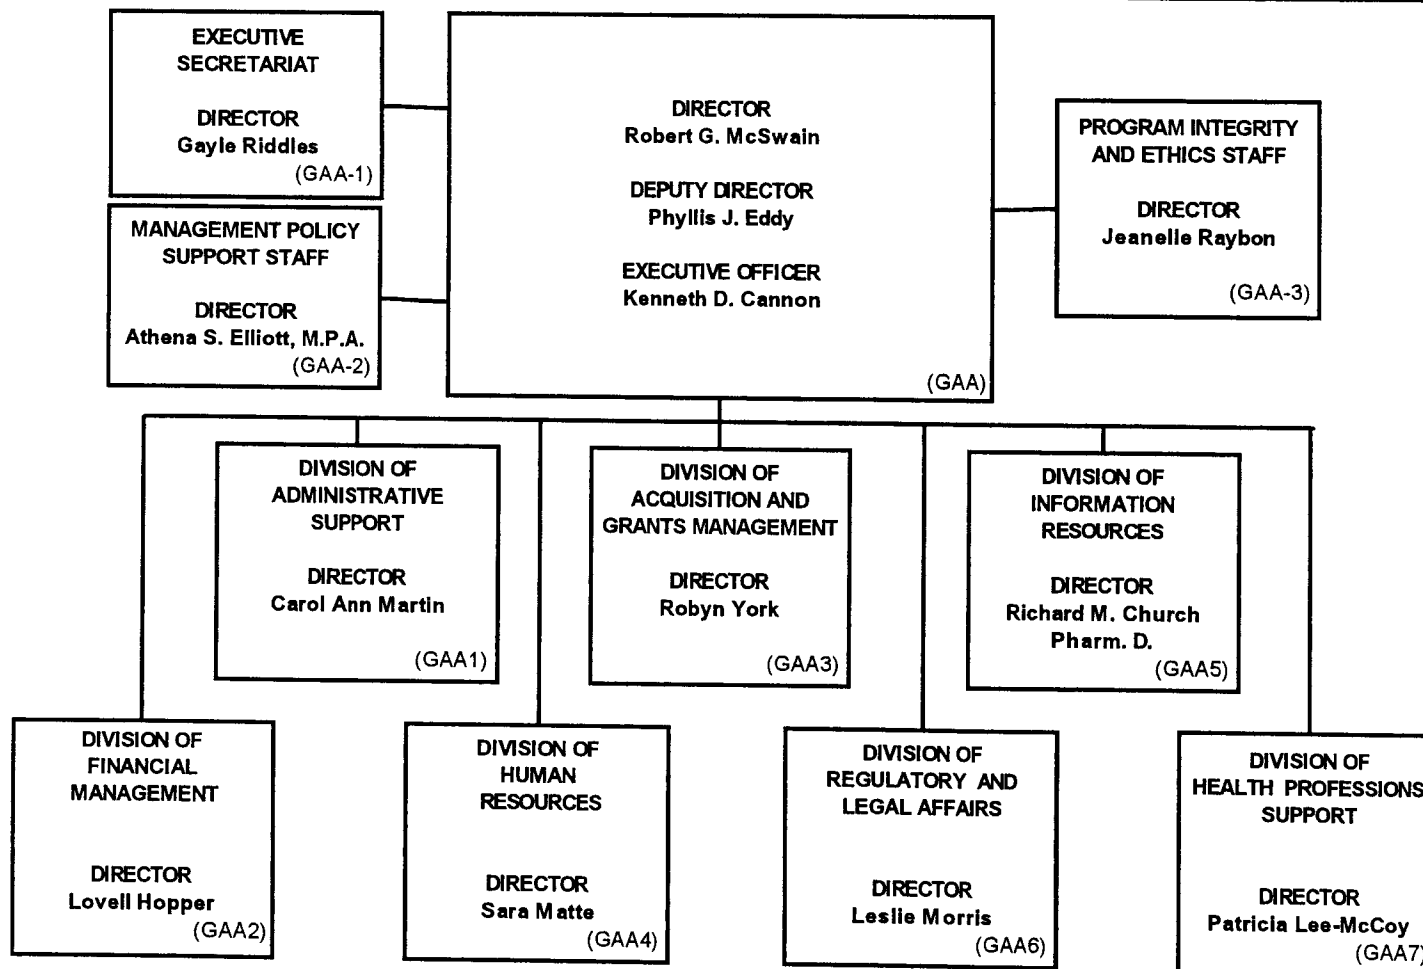 EXECUTIVE
SECRETARIAT
DIRECTOR
Gayle Riddles
(GAA-1)
MANAGEMENT POLICY
SUPPORT STAFF
DIRECTOR
Athena S. Elliott, M.P.A.
(GAA-2)
DIRECTOR
Robert G. McSwain
DEPUTY DIRECTOR
Phyllis J. Eddy
EXECUTIVE OFFICER
Kenneth D. Cannon
(GAA)
PROGRAM INTEGRITY
AND ETHICS STAFF
DIRECTOR
Jeanelle Raybon
(GAA-3)
DIVISION OF
ADMINISTRATIVE
SUPPORT
DIRECTOR
Carol Ann Martin
(GAA1)
DIVISION OF
ACQUISITION AND
GRANTS MANAGEMENT
DIRECTOR
Robyn York
(GAA3)
DIVISION OF
INFORMATION
RESOURCES
DIRECTOR
Richard M. Church
Pharm. D.
(GAA5)
DIVISION OF
FINANCIAL
MANAGEMENT
DIRECTOR
Lovell Hopper
(GAA2)
DIVISION OF
HUMAN
RESOURCES
DIRECTOR
Sara Matte
(GAA4)
DIVISION OF
REGULATORY AND
LEGAL AFFAIRS
DIRECTOR
Leslie Morris
(GAA6)
DIVISION OF
HEALTH PROFESSIONS
SUPPORT
DIRECTOR
Patricia Lee-McCoy
(GAA7)